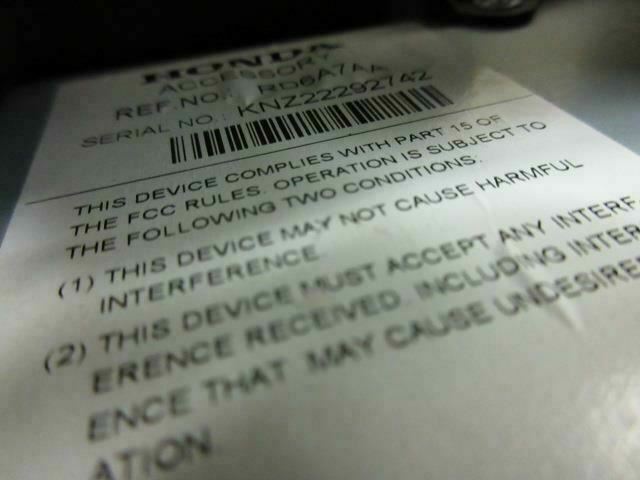 HONDA
ACCESSORY
REF.NO.: RD6A7AA
SERIAL NO.: KNZ22292742
THIS DEVICE COMPLIES WITH PART 15 OF
THE FCC RULES. OPERATION IS SUBJECT TO
THE FOLLOWING TWO CONDITIONS:
(1) THIS DEVICE MAY NOT CAUSE HARMFUL
INTERFERENCE
(2) THIS DEVICE MUST ACCEPT ANY INTERF-
ERENCE RECEIVED, INCLUDING INTER
ENCE THAT MAY CAUSE UNDESIRE
ATION